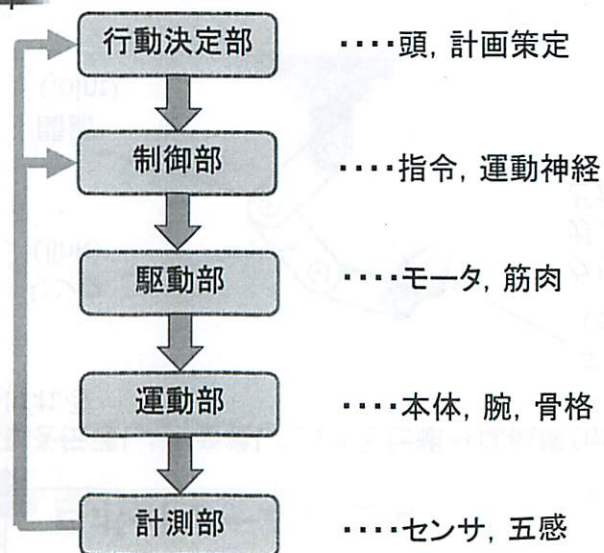 行動決定部 ････頭, 計画策定
制御部 ････指令, 運動神経
駆動部 ････モータ, 筋肉
運動部 ････本体, 腕, 骨格
計測部 ････センサ, 五感